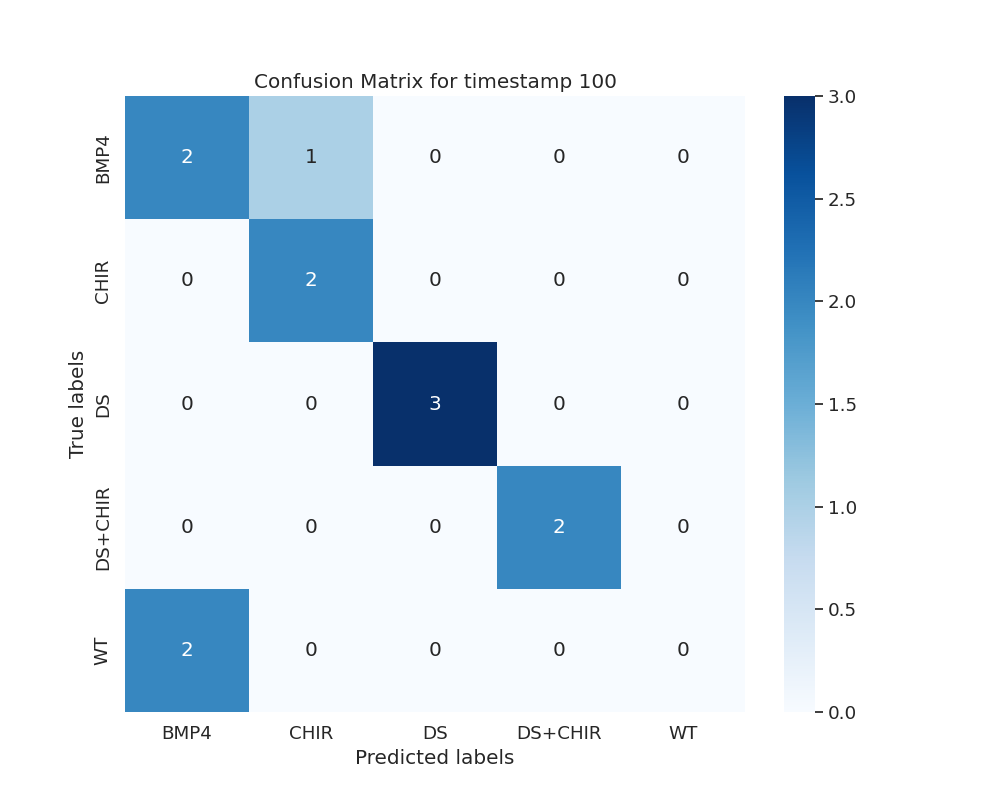 Confusion Matrix for timestamp 100
True labels
BMP4 2 1 0 0 0
CHIR 0 2 0 0 0
DS 0 0 3 0 0
DS+CHIR 0 0 0 2 0
WT 2 0 0 0 0
BMP4 CHIR DS DS+CHIR WT
Predicted labels
3.0
2.5
2.0
1.5
1.0
0.5
0.0